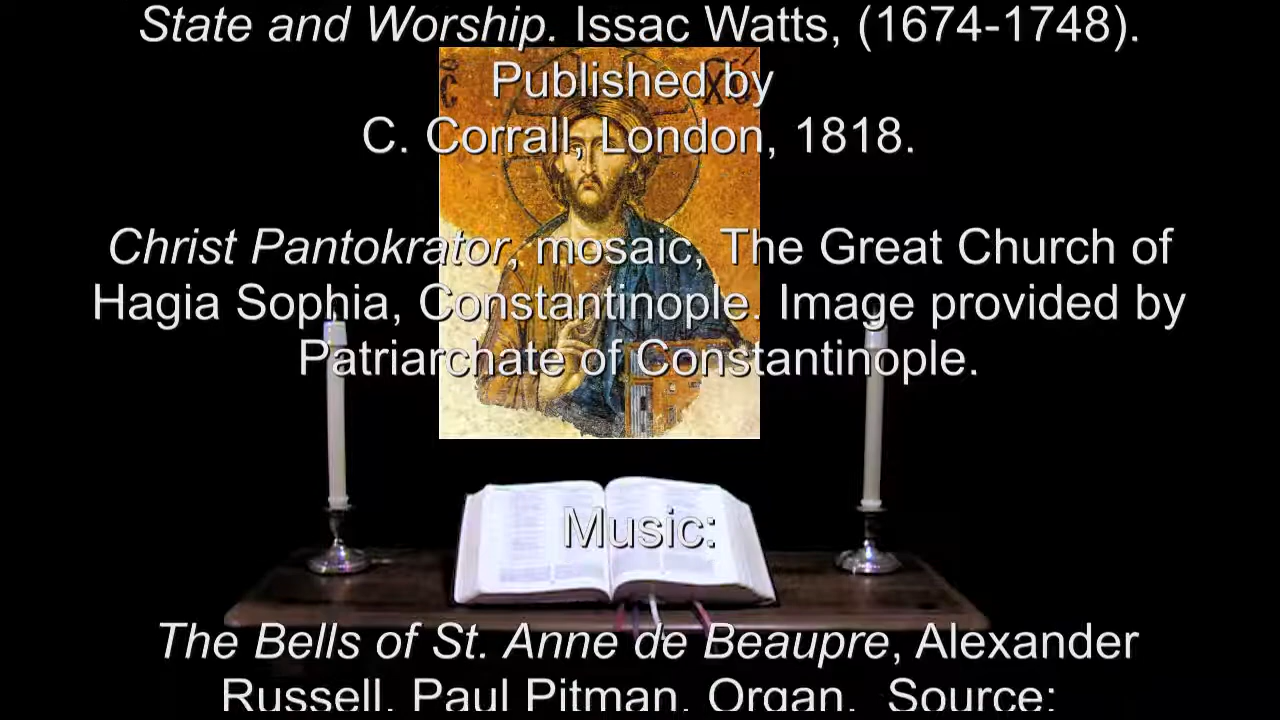 State and Worship. Issac Watts, (1674-1748).
Published by
C. Corrall, London, 1818.
Christ Pantokrator, mosaic, The Great Church of
Hagia Sophia, Constantinople. Image provided by
Patriarchate of Constantinople.
Music:
The Bells of St. Anne de Beaupre, Alexander
Russell. Paul Pitman, Organ. Source: